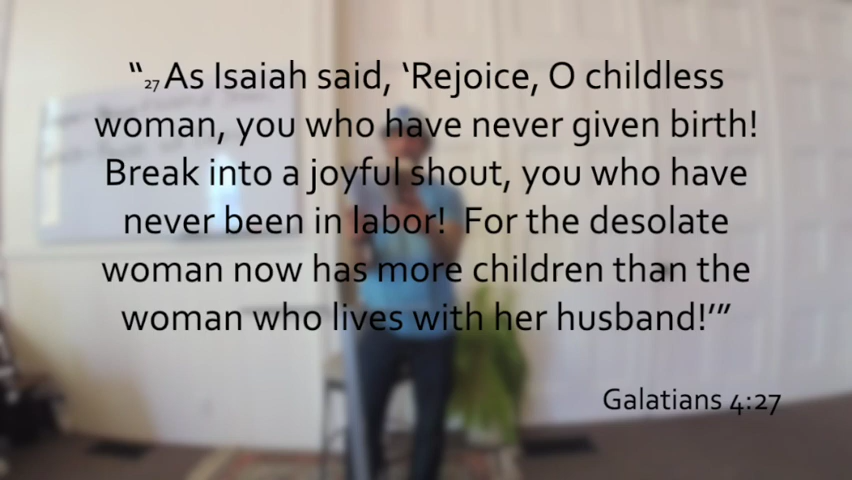 “27 As Isaiah said, ‘Rejoice, O childless
woman, you who have never given birth!
Break into a joyful shout, you who have
never been in labor!  For the desolate
woman now has more children than the
woman who lives with her husband!’”
Galatians 4:27